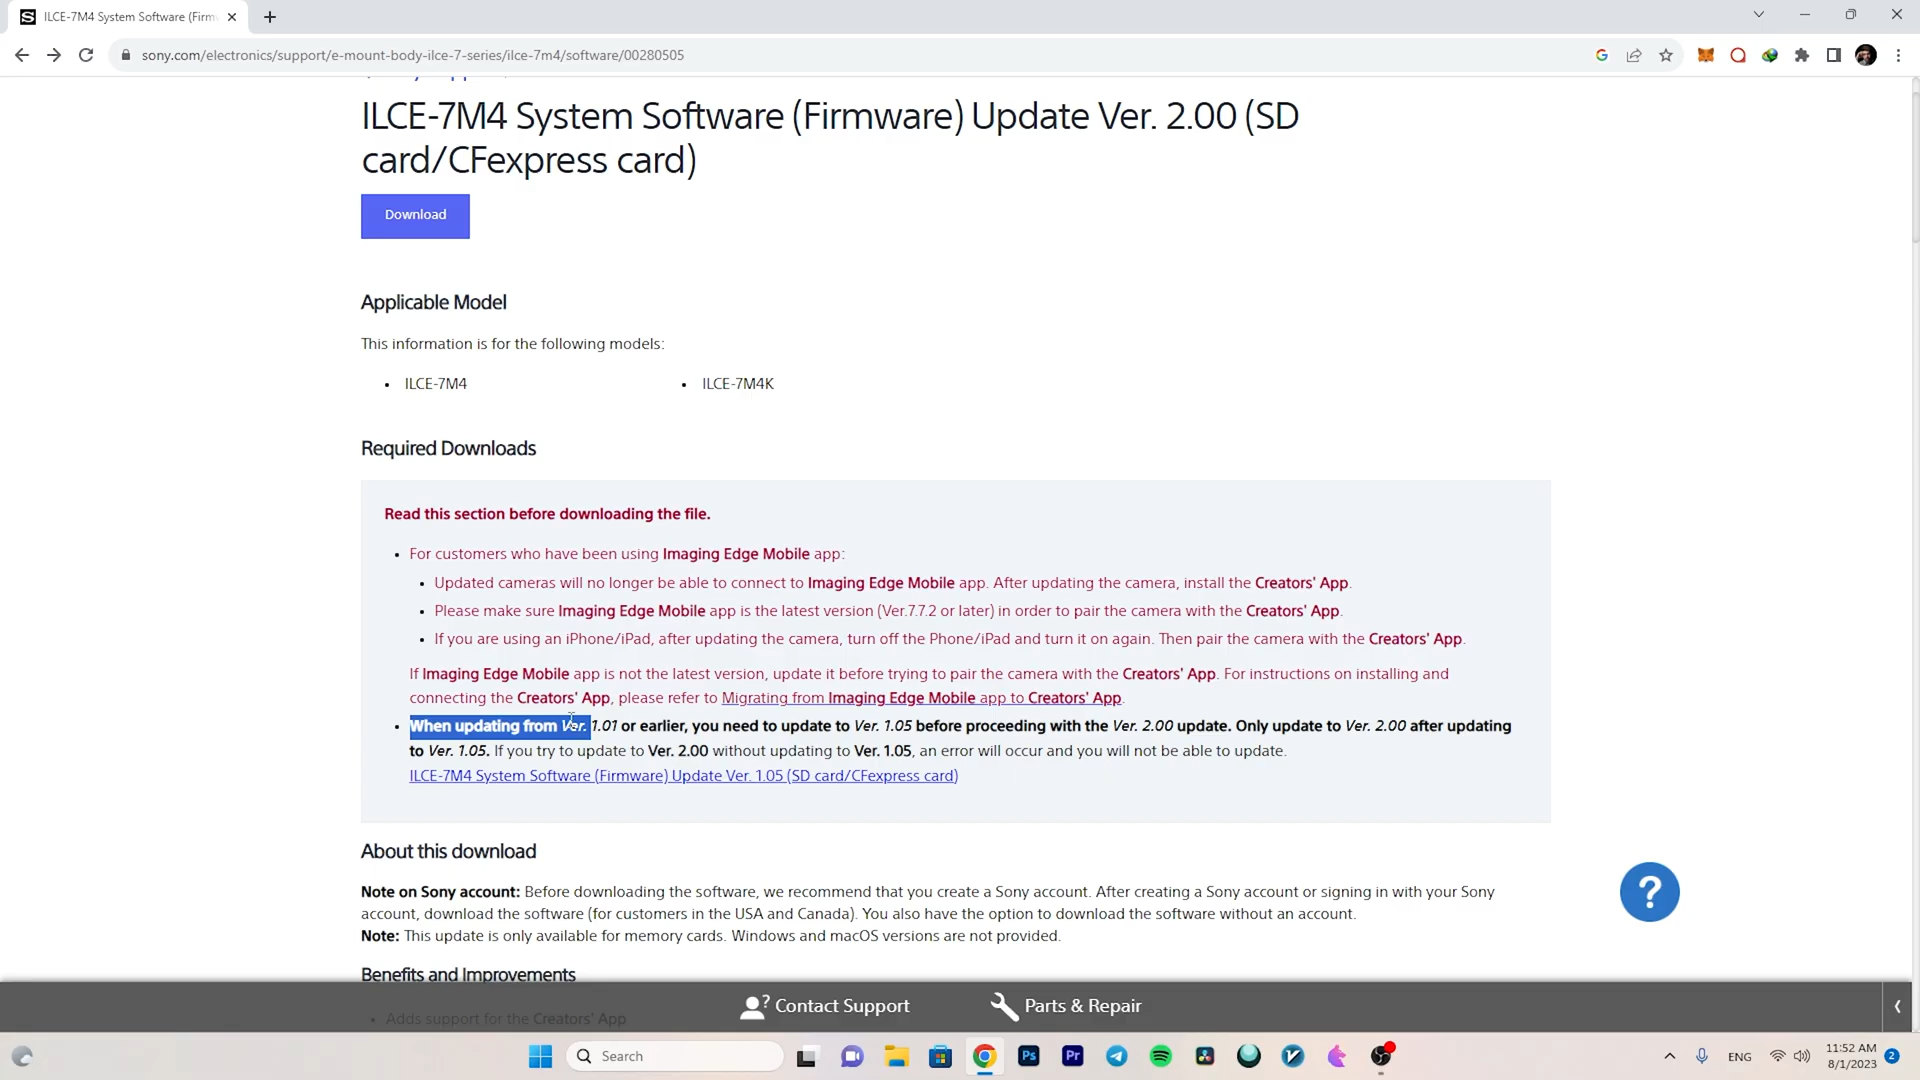 ILCE-7M4 System Software (Firm
sony.com/electronics/support/e-mount-body-ilce-7-series/ilce-7m4/software/00280505
ILCE-7M4 System Software (Firmware) Update Ver. 2.00 (SD
card/CFexpress card)
Download
Applicable Model
This information is for the following models:
• ILCE-7M4 • ILCE-7M4K
Required Downloads
Read this section before downloading the file.
• For customers who have been using Imaging Edge Mobile app:
• Updated cameras will no longer be able to connect to Imaging Edge Mobile app. After updating the camera, install the Creators' App.
• Please make sure Imaging Edge Mobile app is the latest version (Ver.7.7.2 or later) in order to pair the camera with the Creators' App.
• If you are using an iPhone/iPad, after updating the camera, turn off the Phone/iPad and turn it on again. Then pair the camera with the Creators' App.
If Imaging Edge Mobile app is not the latest version, update it before trying to pair the camera with the Creators' App. For instructions on installing and
connecting the Creators' App, please refer to Migrating from Imaging Edge Mobile app to Creators' App.
• When updating from Ver. 1.01 or earlier, you need to update to Ver. 1.05 before proceeding with the Ver. 2.00 update. Only update to Ver. 2.00 after updating
to Ver. 1.05. If you try to update to Ver. 2.00 without updating to Ver. 1.05, an error will occur and you will not be able to update.
ILCE-7M4 System Software (Firmware) Update Ver. 1.05 (SD card/CFexpress card)
About this download
Note on Sony account: Before downloading the software, we recommend that you create a Sony account. After creating a Sony account or signing in with your Sony
account, download the software (for customers in the USA and Canada). You also have the option to download the software without an account.
Note: This update is only available for memory cards. Windows and macOS versions are not provided.
Benefits and Improvements
• Adds support for the Creators' App
Contact Support Parts & Repair
Search
Ps
Pr
ENG
11:52 AM
8/1/2023
2